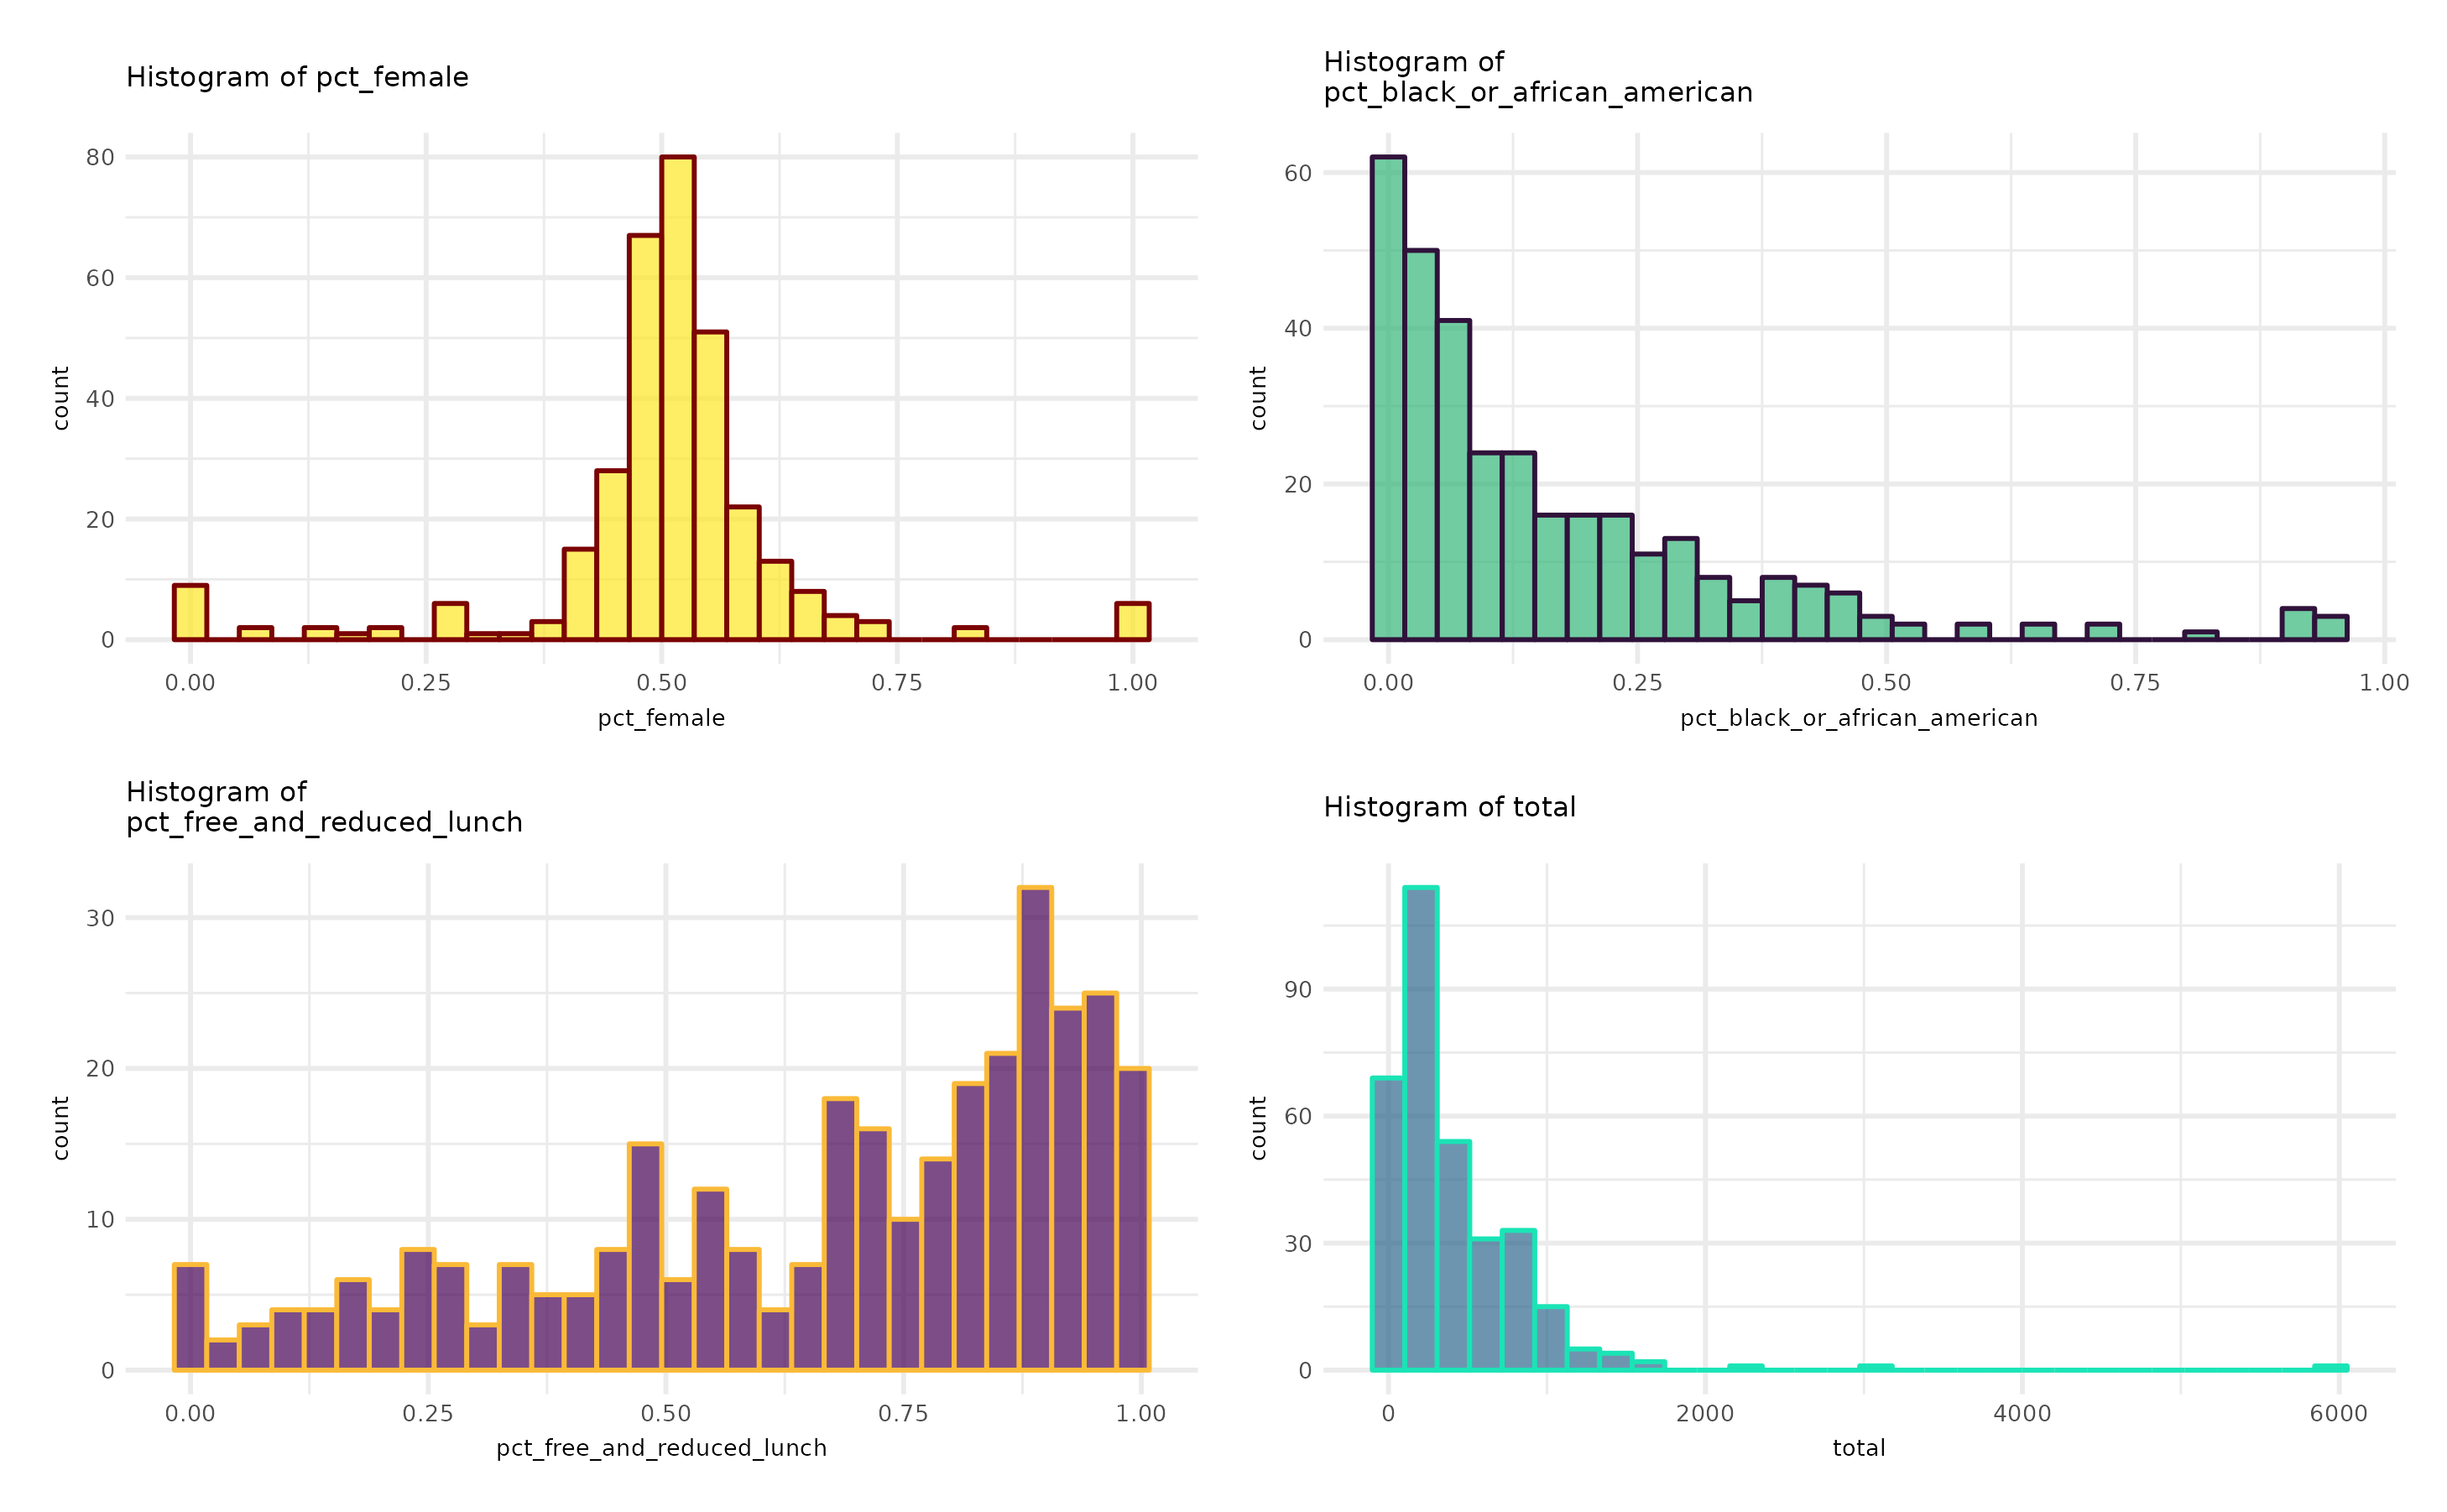 Histogram of pct_female
80
60
40
20
0
count
0.00 0.25 0.50 0.75 1.00
pct_female
Histogram of
pct_black_or_african_american
60
40
20
0
count
0.00 0.25 0.50 0.75 1.00
pct_black_or_african_american
Histogram of
pct_free_and_reduced_lunch
30
20
10
0
count
0.00 0.25 0.50 0.75 1.00
pct_free_and_reduced_lunch
Histogram of total
90
60
30
0
count
0 2000 4000 6000
total